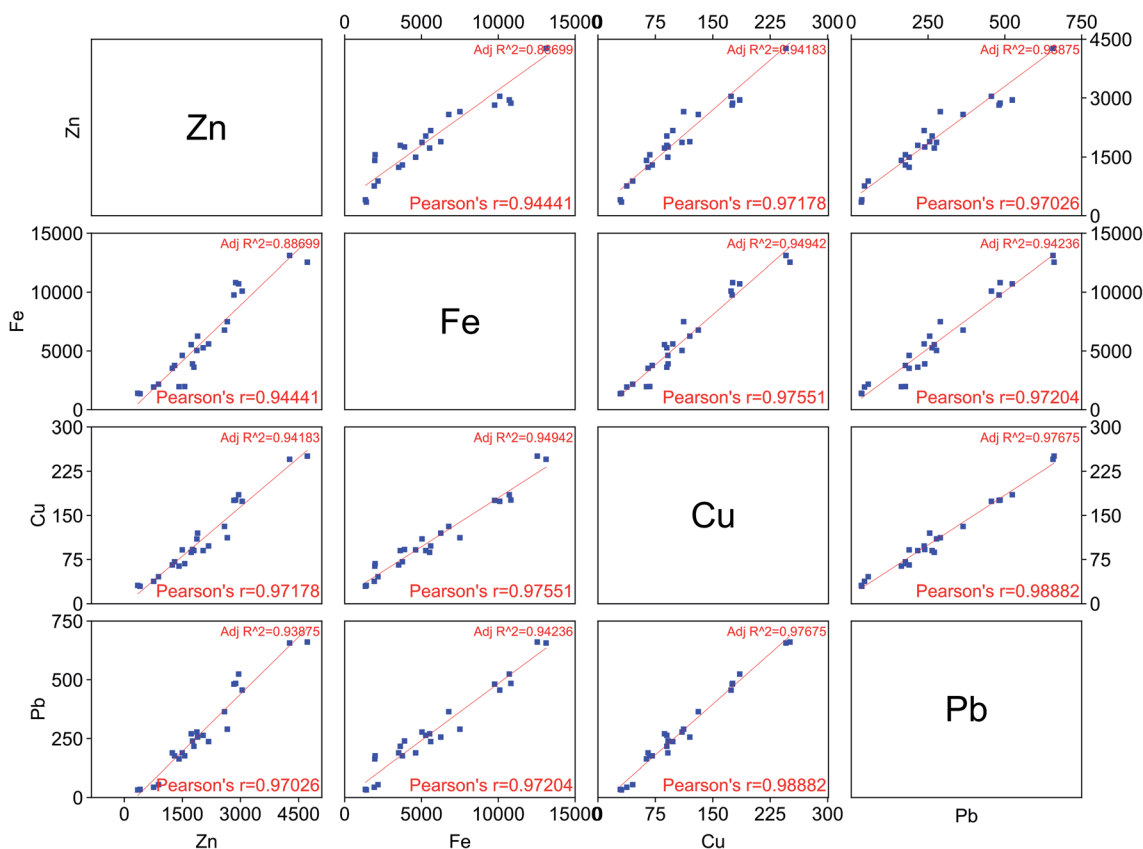 0 5000 10000 15000 0 75 150 225 300 0 250 500 750
Zn
Zn
Adj R^2=0.88699
Pearson's r=0.94441
Adj R^2=0.94183
Pearson's r=0.97178
Adj R^2=0.93875
Pearson's r=0.97026
4500
3000
1500
0
Fe
15000
10000
5000
0
Adj R^2=0.88699
Pearson's r=0.94441
Fe
Adj R^2=0.94942
Pearson's r=0.97551
Adj R^2=0.94236
Pearson's r=0.97204
15000
10000
5000
0
Cu
300
225
150
75
0
Adj R^2=0.94183
Pearson's r=0.97178
Adj R^2=0.94942
Pearson's r=0.97551
Cu
Adj R^2=0.97675
Pearson's r=0.98882
300
225
150
75
0
Pb
750
500
250
0
Adj R^2=0.93875
Pearson's r=0.97026
Adj R^2=0.94236
Pearson's r=0.97204
Adj R^2=0.97675
Pearson's r=0.98882
Pb
0 1500 3000 4500 0 5000 10000 15000 0 75 150 225 300
Zn Fe Cu Pb